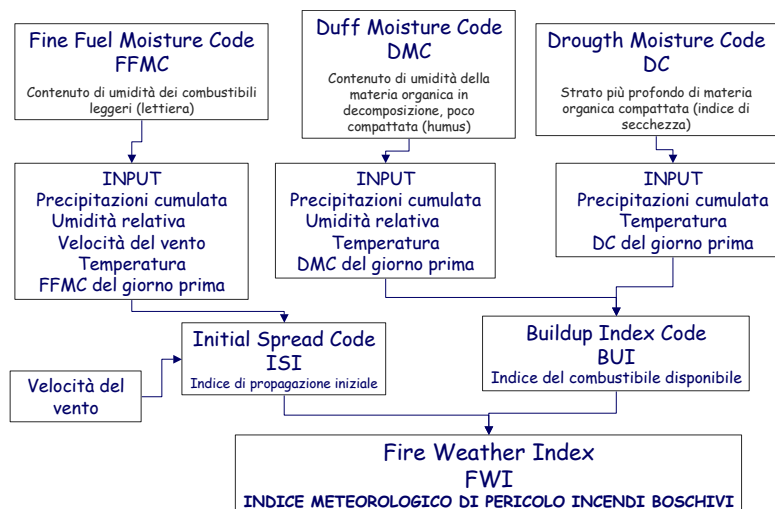 Fine Fuel Moisture Code
FFMC
Contenuto di umidità dei combustibili
leggeri (lettiera)
Duff Moisture Code
DMC
Contenuto di umidità della
materia organica in
decomposizione, poco
compattata (humus)
Drougth Moisture Code
DC
Strato più profondo di materia
organica compattata (indice di
secchezza)
INPUT
Precipitazioni cumulata
Umidità relativa
Velocità del vento
Temperatura
FFMC del giorno prima
INPUT
Precipitazioni cumulata
Umidità relativa
Temperatura
DMC del giorno prima
INPUT
Precipitazioni cumulata
Temperatura
DC del giorno prima
Velocità del
vento
Initial Spread Code
ISI
Indice di propagazione iniziale
Buildup Index Code
BUI
Indice del combustibile disponibile
Fire Weather Index
FWI
INDICE METEOROLOGICO DI PERICOLO INCENDI BOSCHIVI